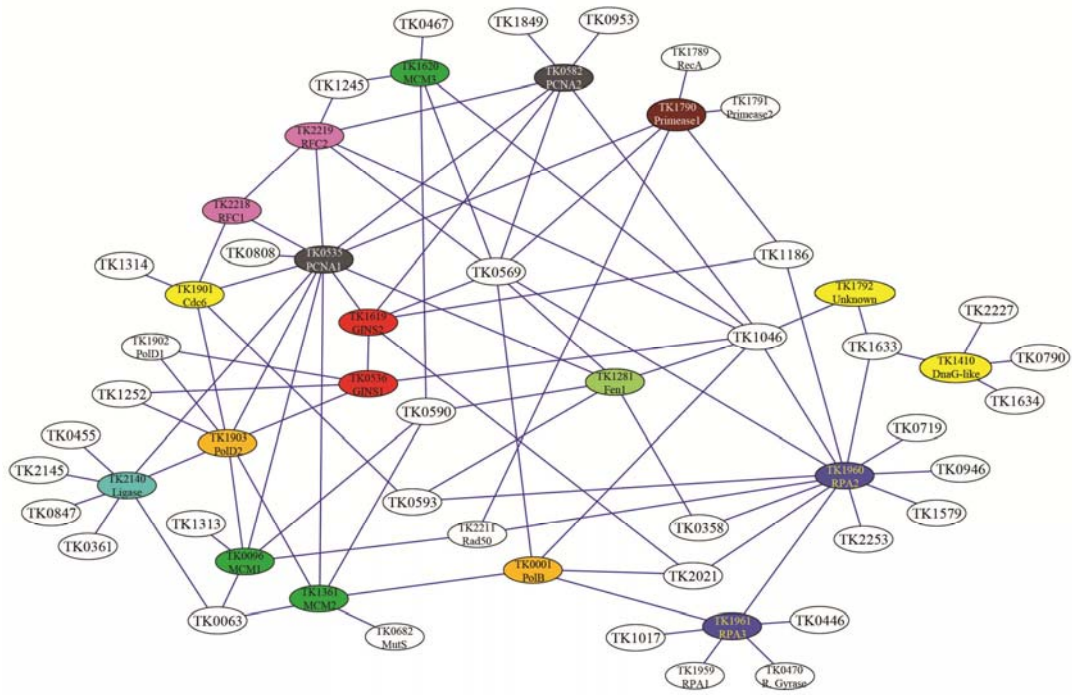 TK0467
TK1849
TK0953
TK1620
MCM3
TK0582
PCNA2
TK1789
RecA
TK1245
TK1790
Primease1
TK1791
Primease2
TK2219
RFC2
TK2218
RFC1
TK0808
TK0535
PCNA1
TK1314
TK0569
TK1186
TK1901
Cdc6
TK1792
Unknown
TK1619
GINS2
TK2227
TK1902
PolD1
TK1046
TK1633
TK0790
TK1410
DnaG-like
TK0536
GINS1
TK1281
Fen1
TK1252
TK0590
TK1634
TK1903
PolD2
TK0455
TK0719
TK2145
TK2140
Ligase
TK1960
RPA2
TK0946
TK0847
TK0593
TK1579
TK0361
TK1313
TK2211
Rad50
TK0358
TK2253
TK0096
MCM1
TK0001
PolB
TK2021
TK1361
MCM2
TK0063
TK0682
MutS
TK1017
TK1961
RPA3
TK0446
TK1959
RPA1
TK0470
R. Gyrase